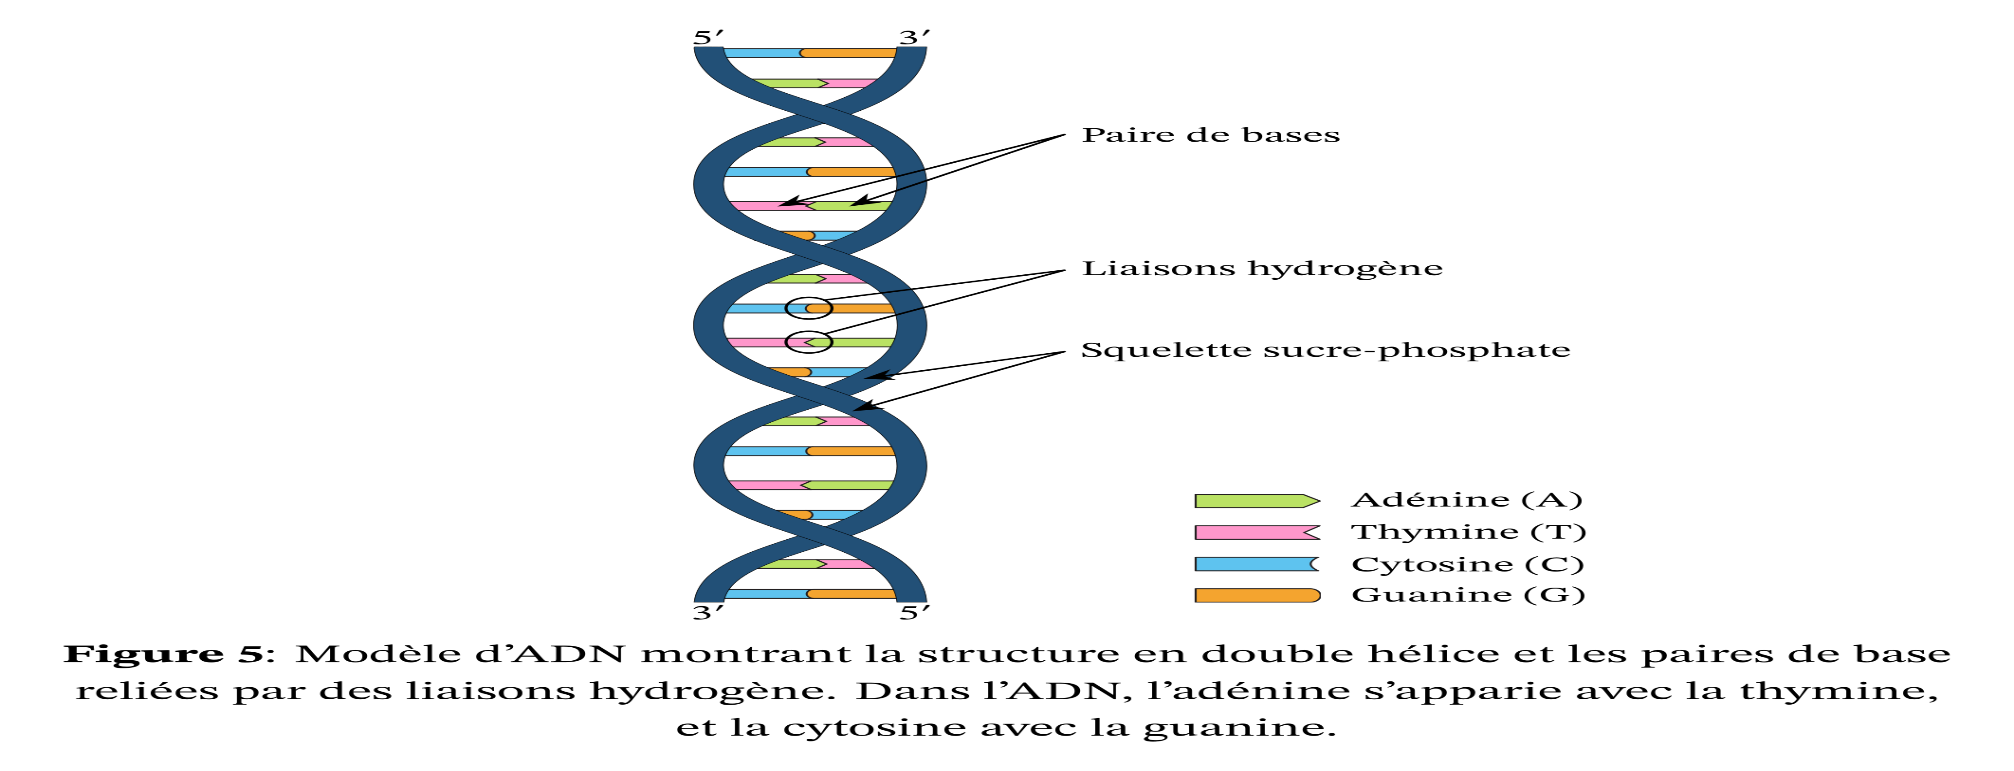 5′ 3′
Paire de bases
Liaisons hydrogène
Squelette sucre-phosphate
Adénine (A)
Thymine (T)
Cytosine (C)
Guanine (G)
3′ 5′
Figure 5: Modèle d’ADN montrant la structure en double hélice et les paires de base
reliées par des liaisons hydrogène. Dans l’ADN, l’adénine s’apparie avec la thymine,
et la cytosine avec la guanine.